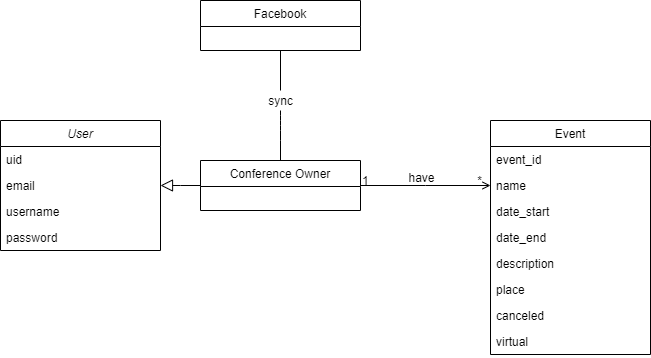 Facebook
sync
User
uid
email
username
password
Conference Owner
1
have
*
Event
event_id
name
date_start
date_end
description
place
canceled
virtual